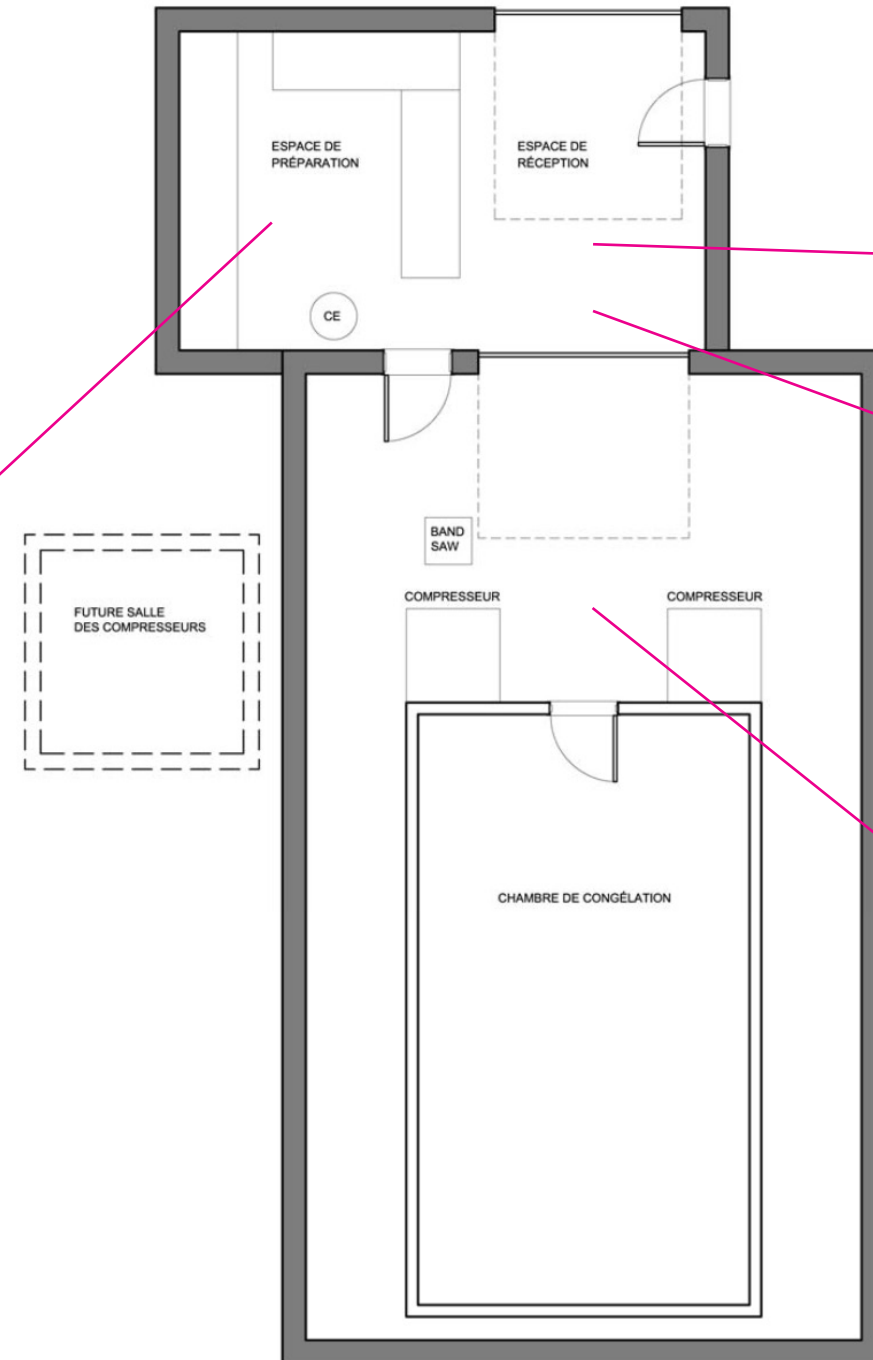 ESPACE DE
PRÉPARATION
ESPACE DE
RÉCEPTION
CE
BAND
SAW
COMPRESSEUR
COMPRESSEUR
FUTURE SALLE
DES COMPRESSEURS
CHAMBRE DE CONGÉLATION